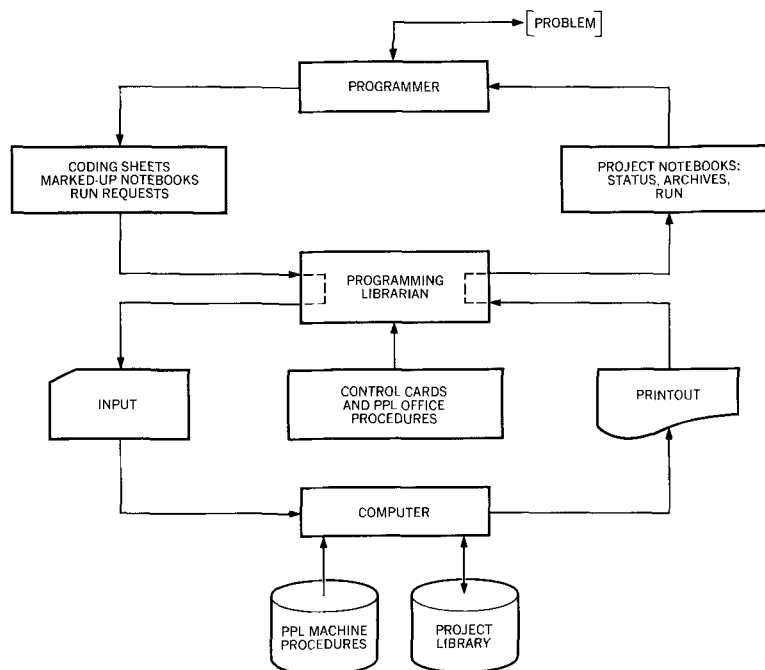 [PROBLEM]
PROGRAMMER
CODING SHEETS
MARKED-UP NOTEBOOKS
RUN REQUESTS
PROJECT NOTEBOOKS:
STATUS, ARCHIVES,
RUN
PROGRAMMING
LIBRARIAN
INPUT
CONTROL CARDS
AND PPL OFFICE
PROCEDURES
PRINTOUT
COMPUTER
PPL MACHINE
PROCEDURES
PROJECT
LIBRARY